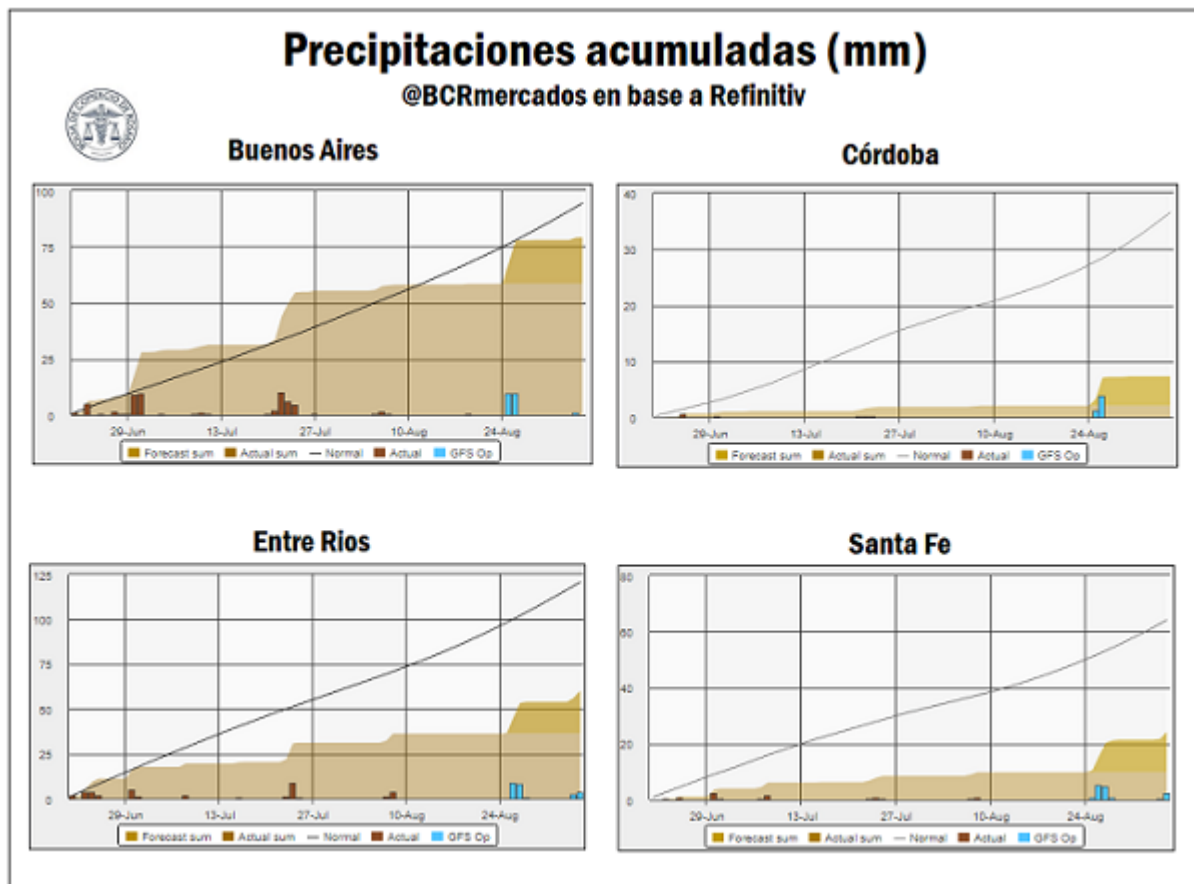 Precipitaciones acumuladas (mm)
@BCRmercados en base a Refinitiv
BOLSA DE COMERCIO DE ROSARIO
Buenos Aires
100
75
50
25
0
29-Jun 13-Jul 27-Jul 10-Aug 24-Aug
Forecast sum Actual sum Normal Actual GFS Op
Córdoba
40
30
20
10
0
29-Jun 13-Jul 27-Jul 10-Aug 24-Aug
Forecast sum Actual sum Normal Actual GFS Op
Entre Rios
125
100
75
50
25
0
29-Jun 13-Jul 27-Jul 10-Aug 24-Aug
Forecast sum Actual sum Normal Actual GFS Op
Santa Fe
80
60
40
20
0
29-Jun 13-Jul 27-Jul 10-Aug 24-Aug
Forecast sum Actual sum Normal Actual GFS Op